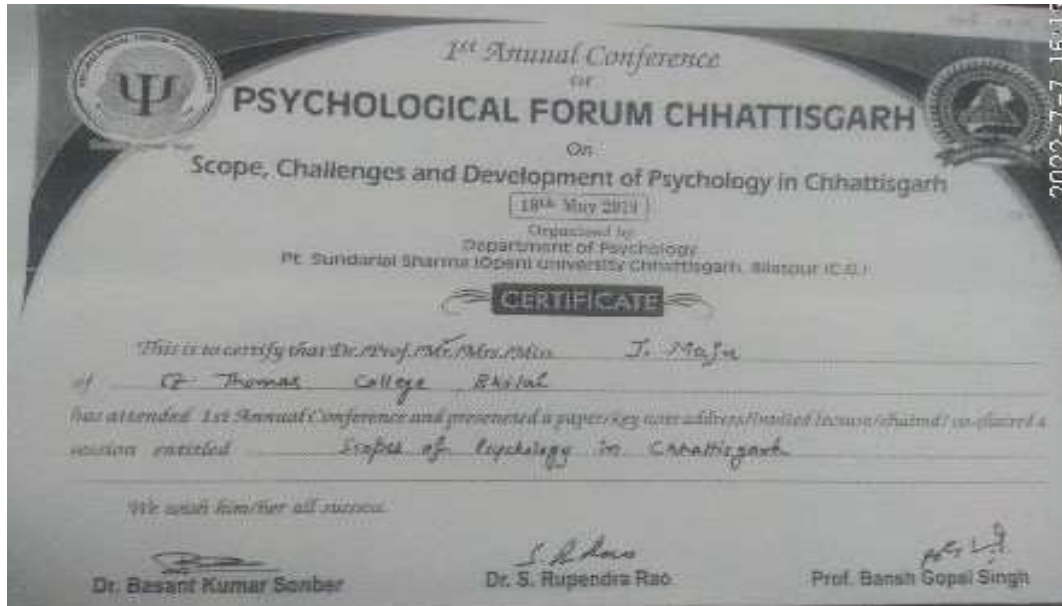 1st Annual Conference
of
PSYCHOLOGICAL FORUM CHHATTISGARH
On
Scope, Challenges and Development of Psychology in Chhattisgarh
18th May 2019
Organised by
Department of Psychology
Pt. Sundarlal Sharma (Open) University Chhattisgarh, Bilaspur (C.G.)
CERTIFICATE
This is to certify that Dr./Prof./Mr./Mrs./Miss J.
of Thomas College Bhilai
has attended 1st Annual Conference and preseneted a paper/key note address/invited lecture/chaired/ co-chaired a
session entitled of Psychology in Chhattisgarh
We wish him/her all success.
Dr. Basant Kumar Sonber
Dr. S. Rupendra Rao
Prof. Bansh Gopal Singh